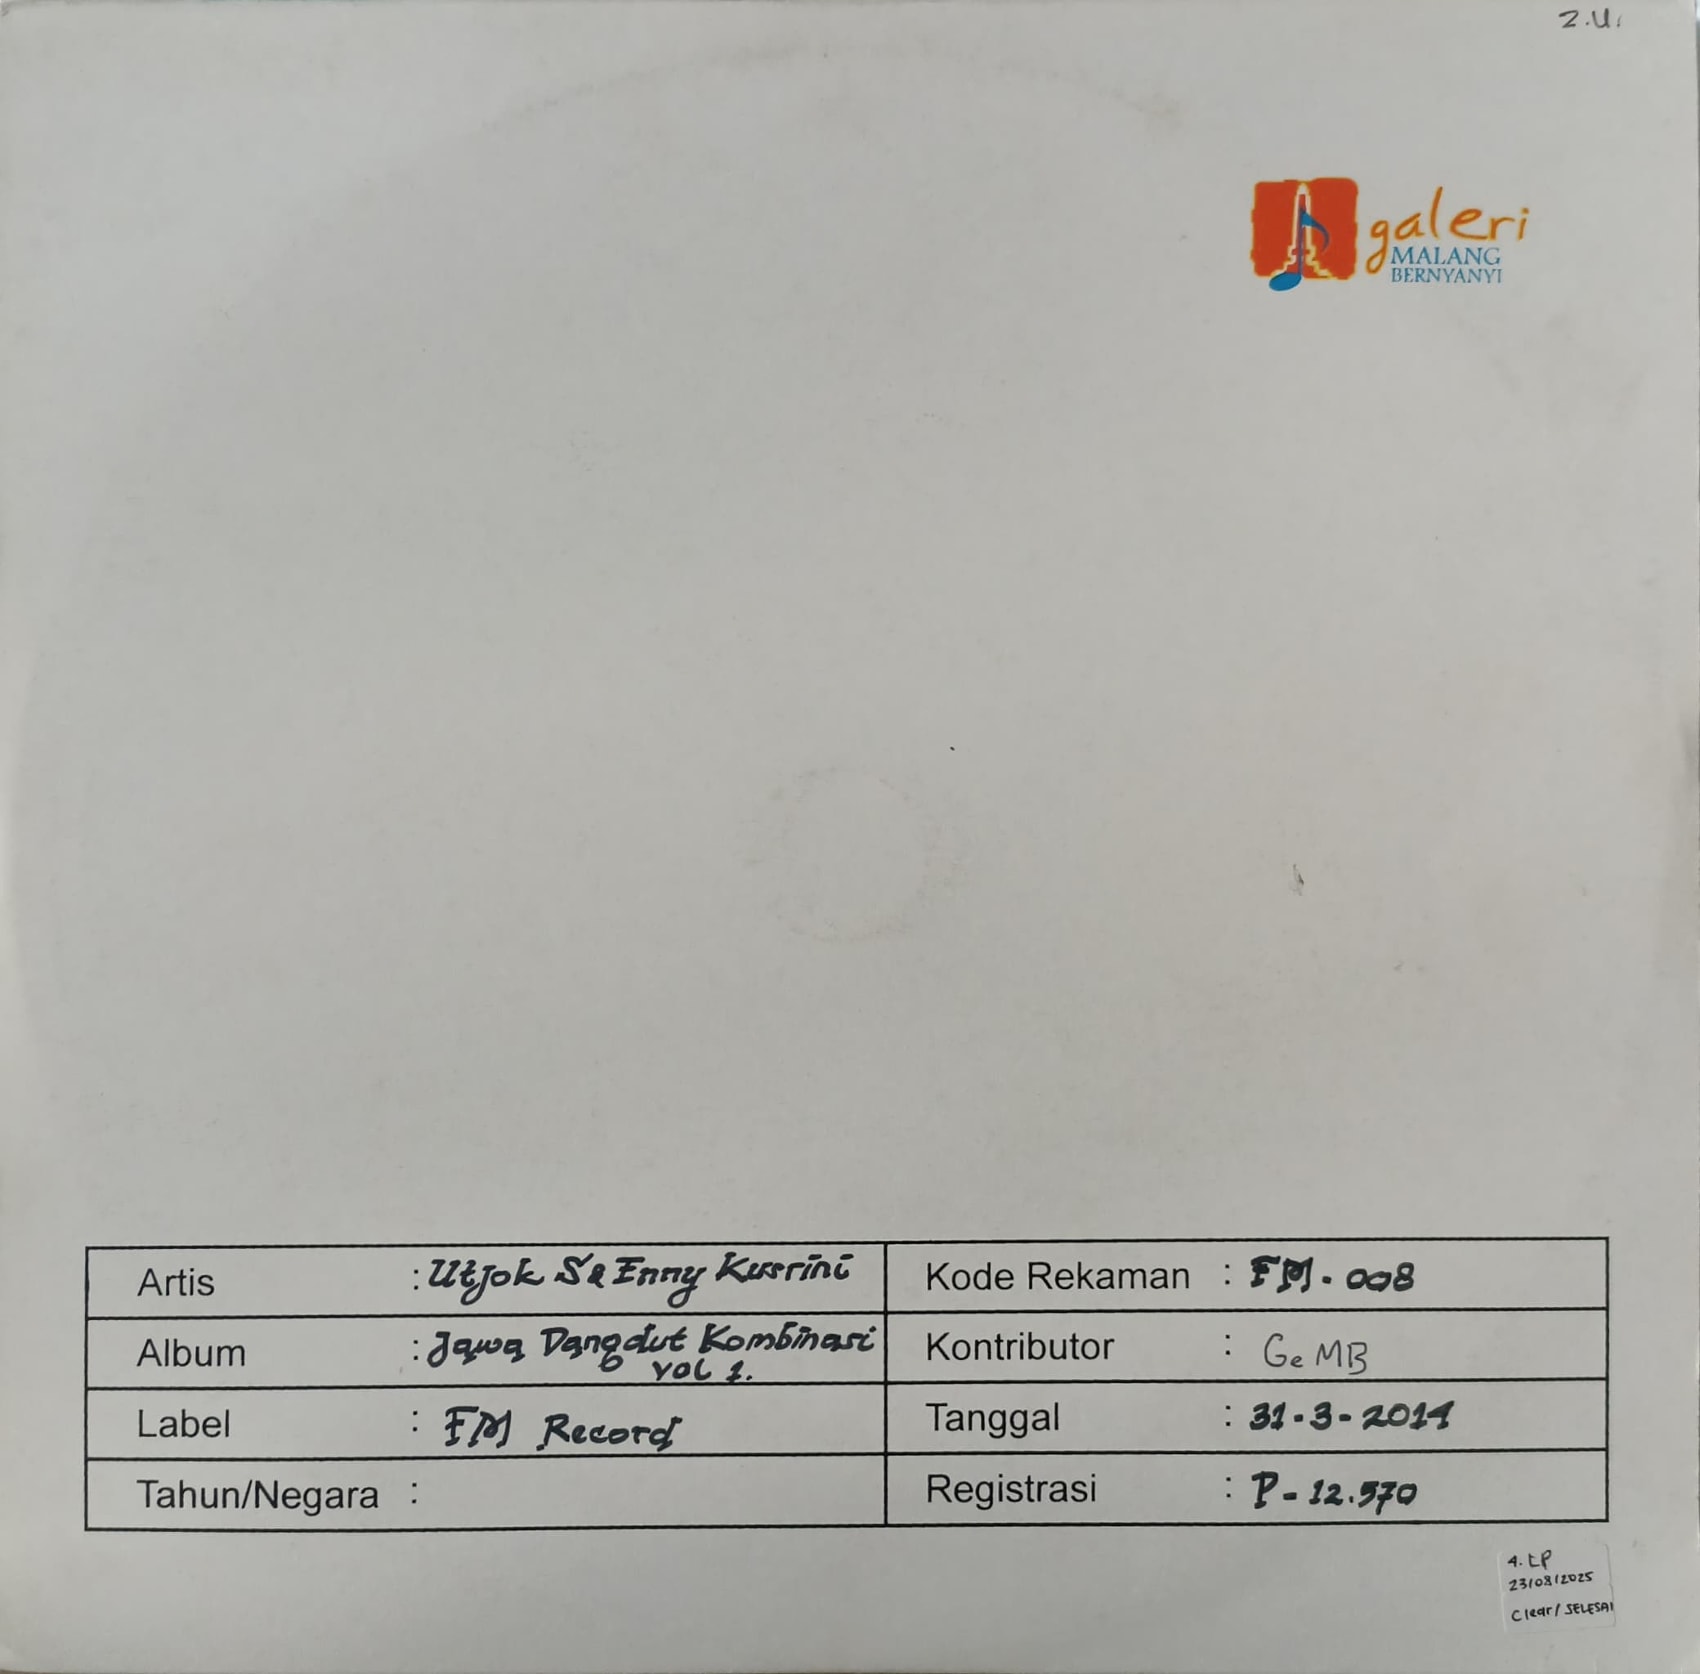 2.U.
galeri
MALANG
BERNYANYI
Artis : Utjok S & Enny Kusrini
Album : Jawa Dangdut Kombinasi
Vol 1.
Label : FM Record
Tahun/Negara :
Kode Rekaman : FM. 008
Kontributor : GeMB
Tanggal : 31-3-2014
Registrasi : P-12.570
4. LP
23/08/2025
Clear/ SELESAI